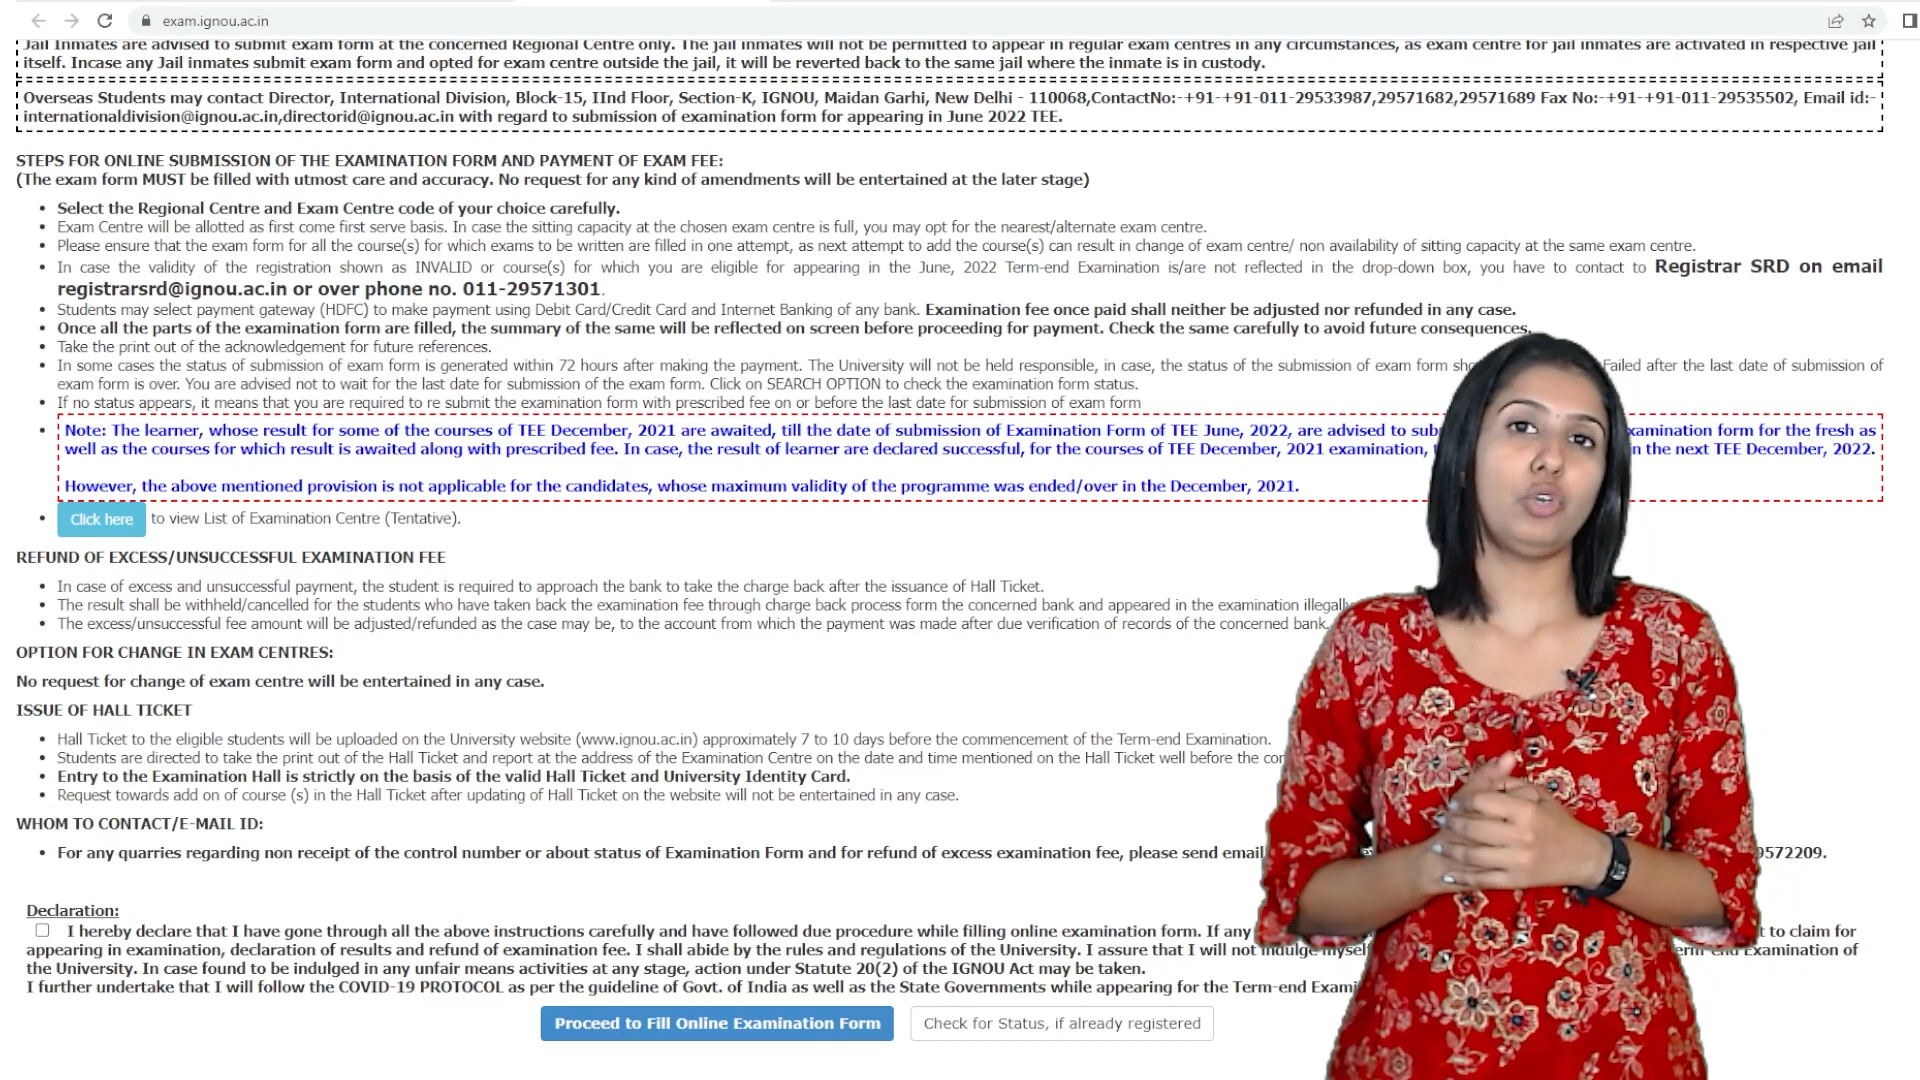 exam.ignou.ac.in
Jail Inmates are advised to submit exam form at the concerned Regional Centre only. The jail inmates will not be permitted to appear in regular exam centres in any circumstances, as exam centre for jail inmates are activated in respective jail
itself. Incase any Jail inmates submit exam form and opted for exam centre outside the jail, it will be reverted back to the same jail where the inmate is in custody.
Overseas Students may contact Director, International Division, Block-15, IInd Floor, Section-K, IGNOU, Maidan Garhi, New Delhi - 110068,ContactNo:-+91-+91-011-29533987,29571682,29571689 Fax No:-+91-+91-011-29535502, Email id:-
internationaldivision@ignou.ac.in,directorid@ignou.ac.in with regard to submission of examination form for appearing in June 2022 TEE.
STEPS FOR ONLINE SUBMISSION OF THE EXAMINATION FORM AND PAYMENT OF EXAM FEE:
(The exam form MUST be filled with utmost care and accuracy. No request for any kind of amendments will be entertained at the later stage)
• Select the Regional Centre and Exam Centre code of your choice carefully.
• Exam Centre will be allotted as first come first serve basis. In case the sitting capacity at the chosen exam centre is full, you may opt for the nearest/alternate exam centre.
• Please ensure that the exam form for all the course(s) for which exams to be written are filled in one attempt, as next attempt to add the course(s) can result in change of exam centre/ non availability of sitting capacity at the same exam centre.
• In case the validity of the registration shown as INVALID or course(s) for which you are eligible for appearing in the June, 2022 Term-end Examination is/are not reflected in the drop-down box, you have to contact to Registrar SRD on email
registrarsrd@ignou.ac.in or over phone no. 011-29571301.
• Students may select payment gateway (HDFC) to make payment using Debit Card/Credit Card and Internet Banking of any bank. Examination fee once paid shall neither be adjusted nor refunded in any case.
• Once all the parts of the examination form are filled, the summary of the same will be reflected on screen before proceeding for payment. Check the same carefully to avoid future consequences.
• Take the print out of the acknowledgement for future references.
• In some cases the status of submission of exam form is generated within 72 hours after making the payment. The University will not be held responsible, in case, the status of the submission of exam form Failed after the last date of submission of
exam form is over. You are advised not to wait for the last date for submission of the exam form. Click on SEARCH OPTION to check the examination form status.
• If no status appears, it means that you are required to re submit the examination form with prescribed fee on or before the last date for submission of exam form
• Note: The learner, whose result for some of the courses of TEE December, 2021 are awaited, till the date of submission of Examination Form of TEE June, 2022, are advised to examination form for the fresh as
well as the courses for which result is awaited along with prescribed fee. In case, the result of learner are declared successful, for the courses of TEE December, 2021 examination, in the next TEE December, 2022.
However, the above mentioned provision is not applicable for the candidates, whose maximum validity of the programme was ended/over in the December, 2021.
• Click here to view List of Examination Centre (Tentative).
REFUND OF EXCESS/UNSUCCESSFUL EXAMINATION FEE
• In case of excess and unsuccessful payment, the student is required to approach the bank to take the charge back after the issuance of Hall Ticket.
• The result shall be withheld/cancelled for the students who have taken back the examination fee through charge back process form the concerned bank and appeared in the examination illegally
• The excess/unsuccessful fee amount will be adjusted/refunded as the case may be, to the account from which the payment was made after due verification of records of the concerned bank.
OPTION FOR CHANGE IN EXAM CENTRES:
No request for change of exam centre will be entertained in any case.
ISSUE OF HALL TICKET
• Hall Ticket to the eligible students will be uploaded on the University website (www.ignou.ac.in) approximately 7 to 10 days before the commencement of the Term-end Examination.
• Students are directed to take the print out of the Hall Ticket and report at the address of the Examination Centre on the date and time mentioned on the Hall Ticket well before the
• Entry to the Examination Hall is strictly on the basis of the valid Hall Ticket and University Identity Card.
• Request towards add on of course (s) in the Hall Ticket after updating of Hall Ticket on the website will not be entertained in any case.
WHOM TO CONTACT/E-MAIL ID:
• For any quarries regarding non receipt of the control number or about status of Examination Form and for refund of excess examination fee, please send email 9572209.
Declaration:
I hereby declare that I have gone through all the above instructions carefully and have followed due procedure while filling online examination form. If any to claim for
appearing in examination, declaration of results and refund of examination fee. I shall abide by the rules and regulations of the University. I assure that I will not indulge Examination of
the University. In case found to be indulged in any unfair means activities at any stage, action under Statute 20(2) of the IGNOU Act may be taken.
I further undertake that I will follow the COVID-19 PROTOCOL as per the guideline of Govt. of India as well as the State Governments while appearing for the Term-end
Proceed to Fill Online Examination Form
Check for Status, if already registered